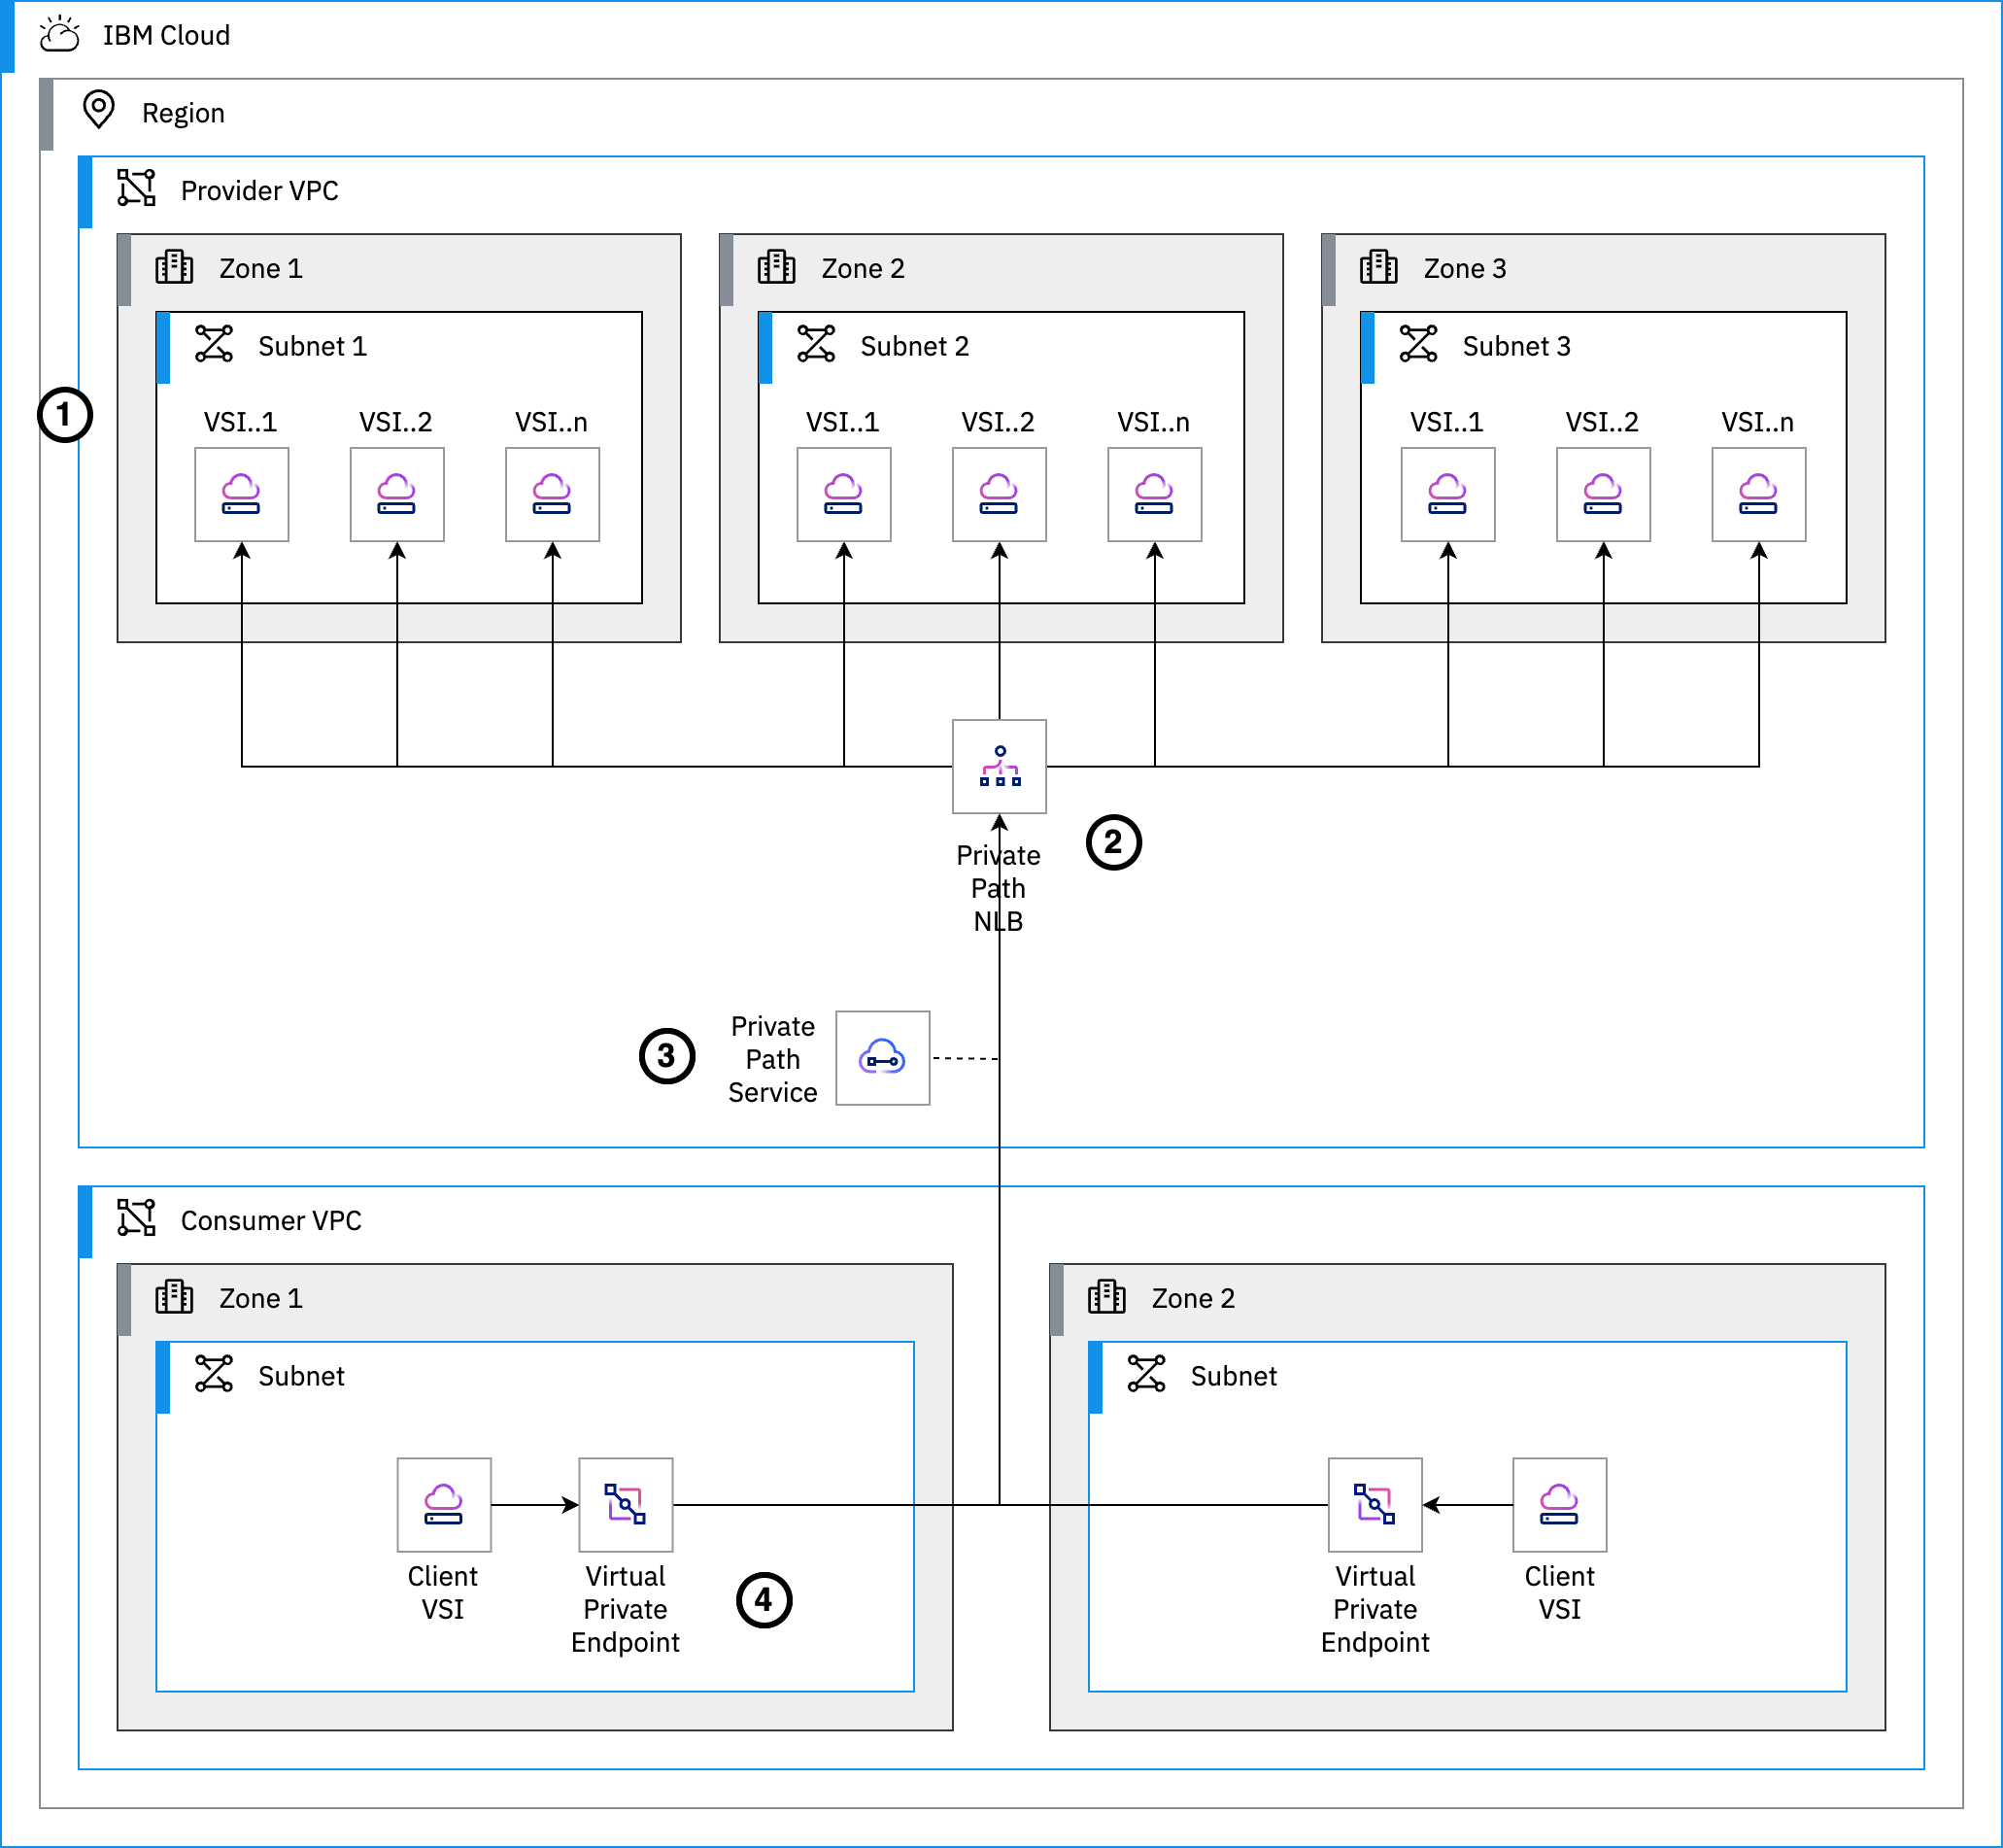 IBM Cloud
Region
Provider VPC
Zone 1
Subnet 1
VSI..1
VSI..2
VSI..n
Zone 2
Subnet 2
VSI..1
VSI..2
VSI..n
Zone 3
Subnet 3
VSI..1
VSI..2
VSI..n
1
Private
Path
NLB
2
3
Private
Path
Service
Consumer VPC
Zone 1
Subnet
Client
VSI
Virtual
Private
Endpoint
4
Zone 2
Subnet
Virtual
Private
Endpoint
Client
VSI